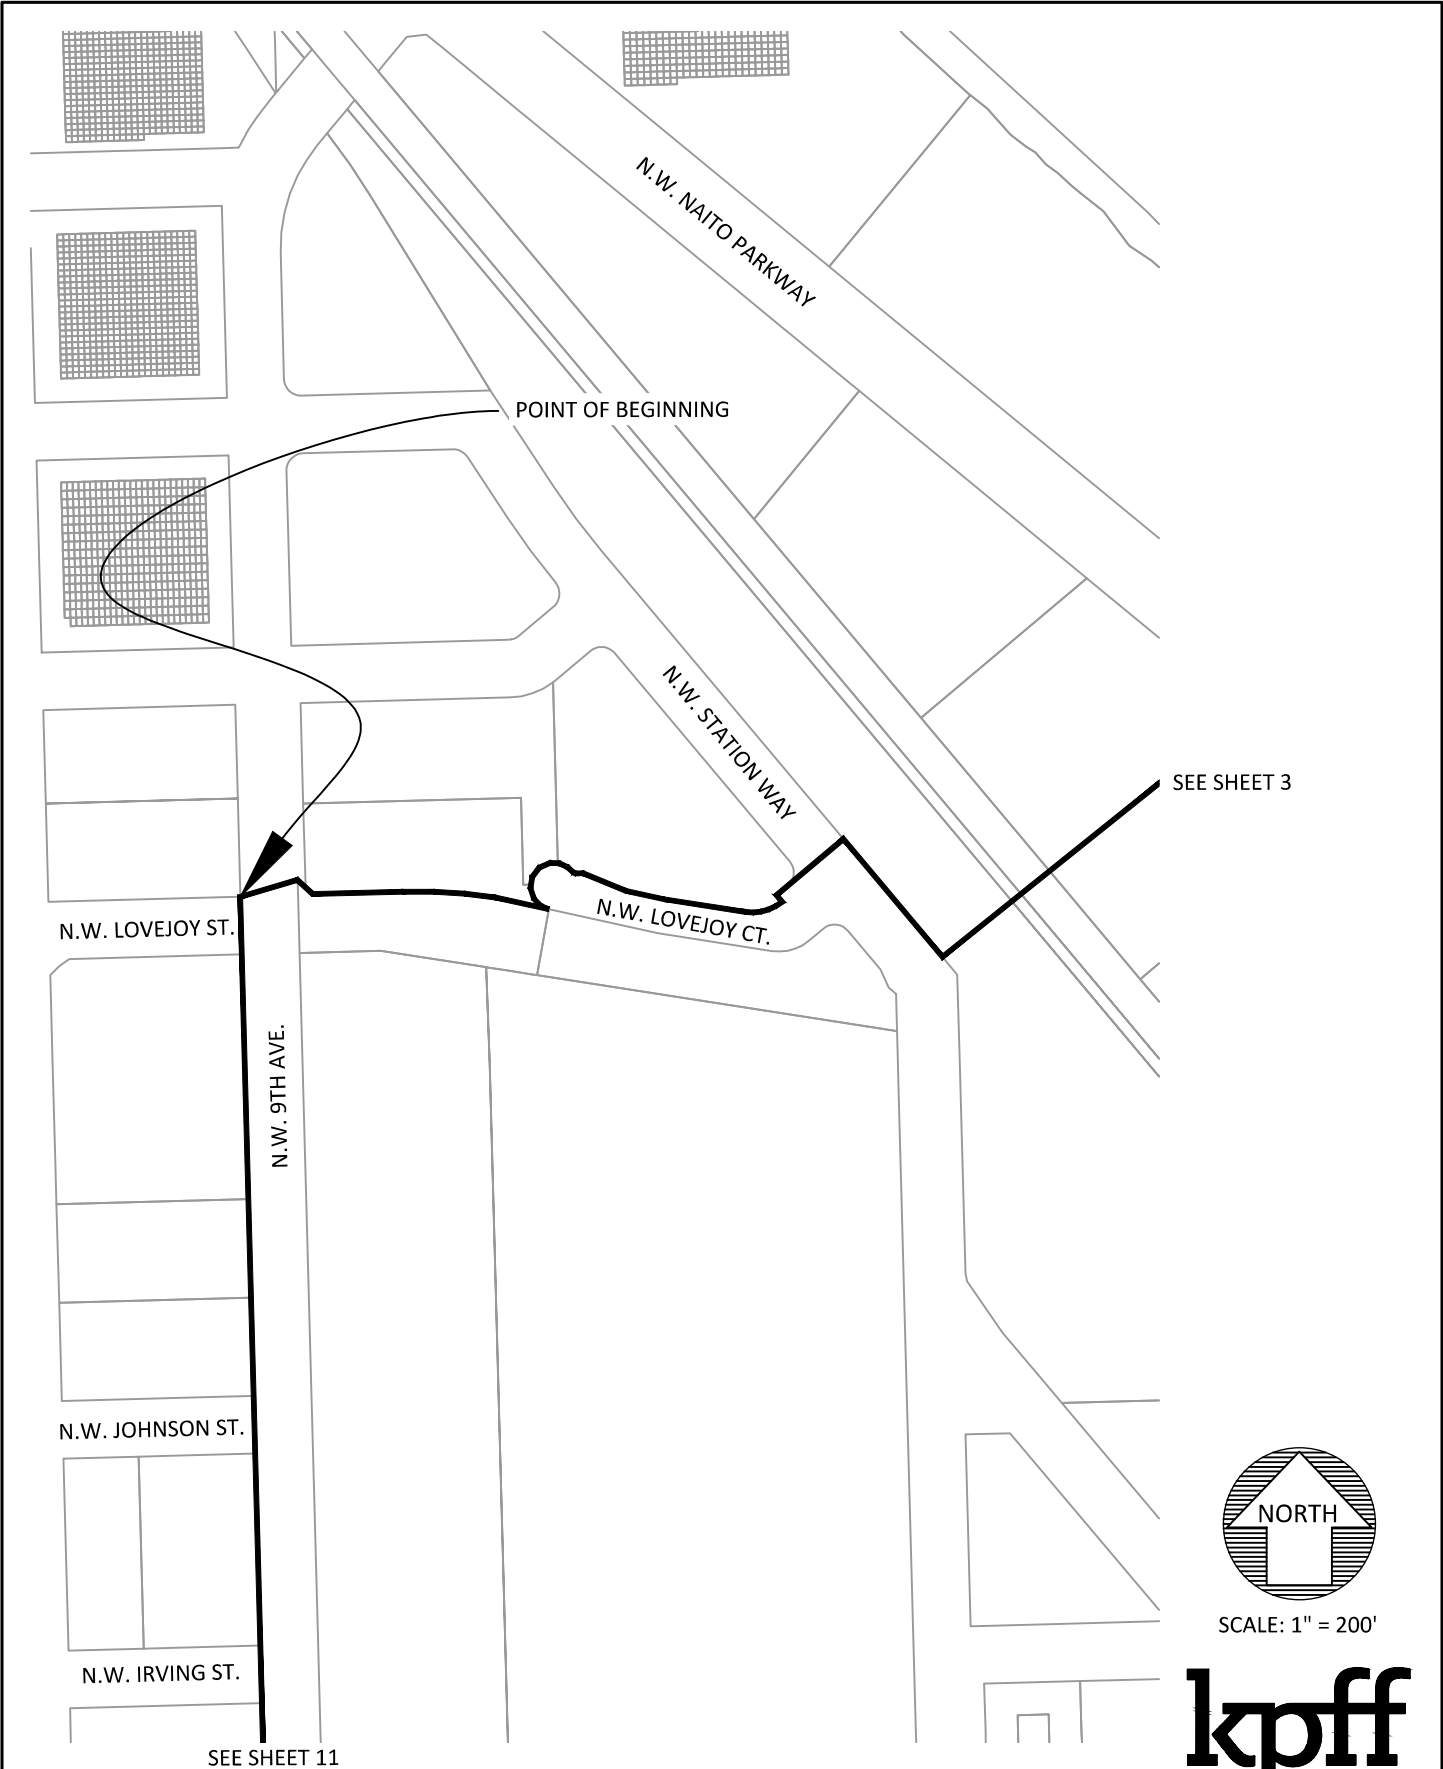 N.W. NAITO PARKWAY
POINT OF BEGINNING
N.W. STATION WAY
SEE SHEET 3
N.W. LOVEJOY ST.
N.W. LOVEJOY CT.
N.W. 9TH AVE.
N.W. JOHNSON ST.
NORTH
SCALE: 1" = 200'
N.W. IRVING ST.
kpff
SEE SHEET 11